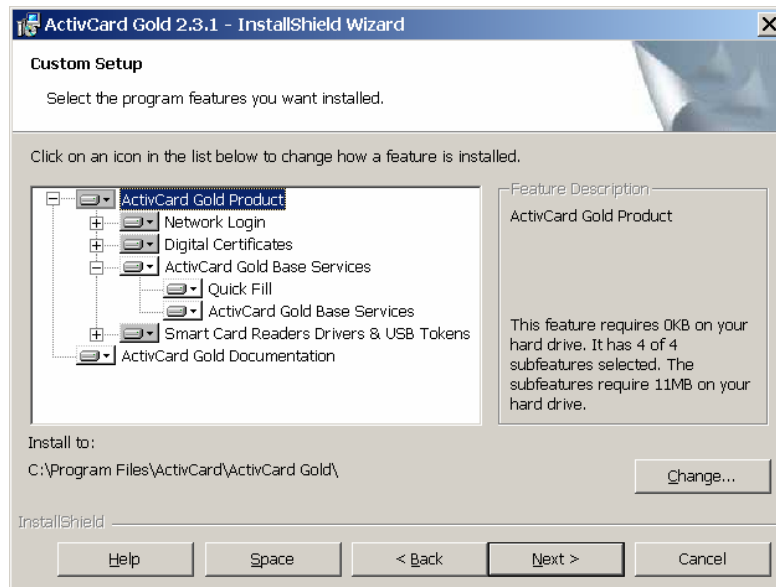 ActivCard Gold 2.3.1 - InstallShield Wizard
Custom Setup
Select the program features you want installed.
Click on an icon in the list below to change how a feature is installed.
ActivCard Gold Product
Network Login
Digital Certificates
ActivCard Gold Base Services
Quick Fill
ActivCard Gold Base Services
Smart Card Readers Drivers & USB Tokens
ActivCard Gold Documentation
Feature Description
ActivCard Gold Product
This feature requires 0KB on your
hard drive. It has 4 of 4
subfeatures selected. The
subfeatures require 11MB on your
hard drive.
Install to:
C:\Program Files\ActivCard\ActivCard Gold\
Change...
InstallShield
Help
Space
< Back
Next >
Cancel